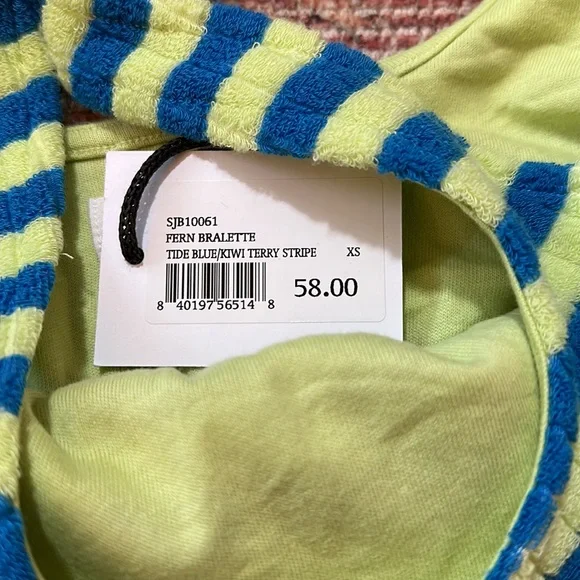 SJB10061
FERN BRALETTE
TIDE BLUE/KIWI TERRY STRIPE XS
58.00
8 40197 56514 8